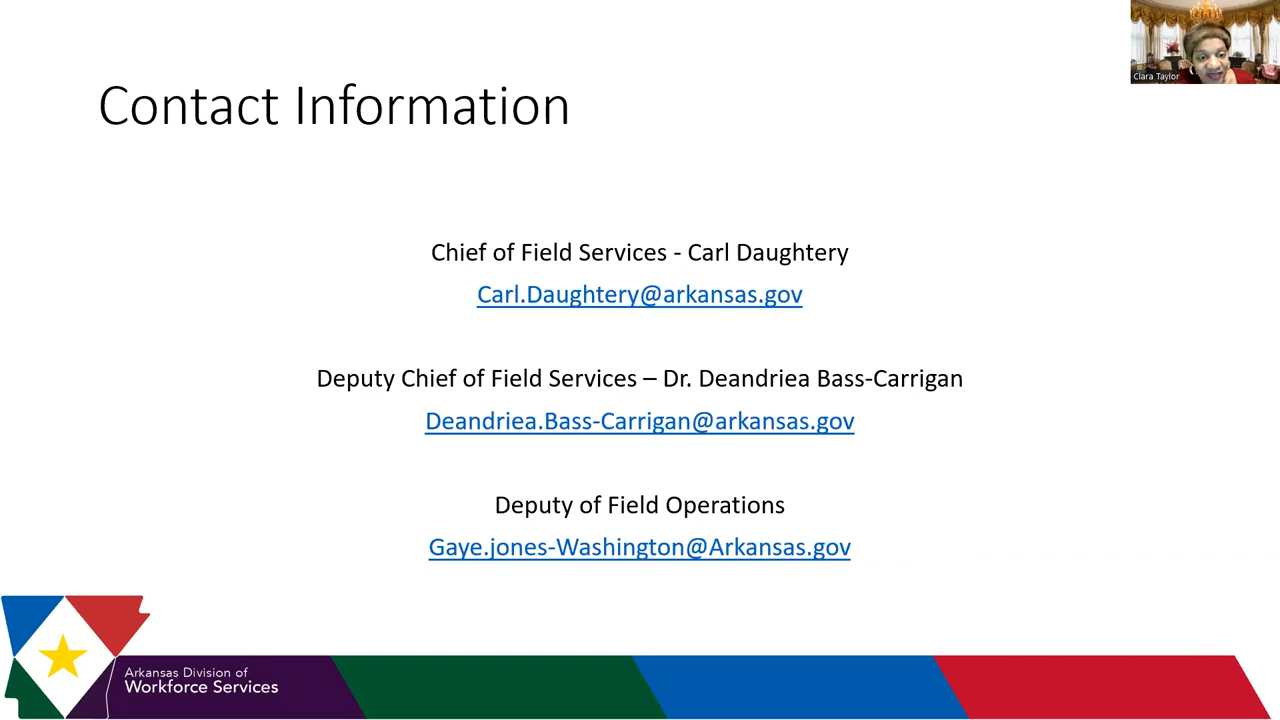 Clara Taylor
Contact Information
Chief of Field Services - Carl Daughtery
Carl.Daughtery@arkansas.gov
Deputy Chief of Field Services – Dr. Deandriea Bass-Carrigan
Deandriea.Bass-Carrigan@arkansas.gov
Deputy of Field Operations
Gaye.jones-Washington@Arkansas.gov
Arkansas Division of
Workforce Services